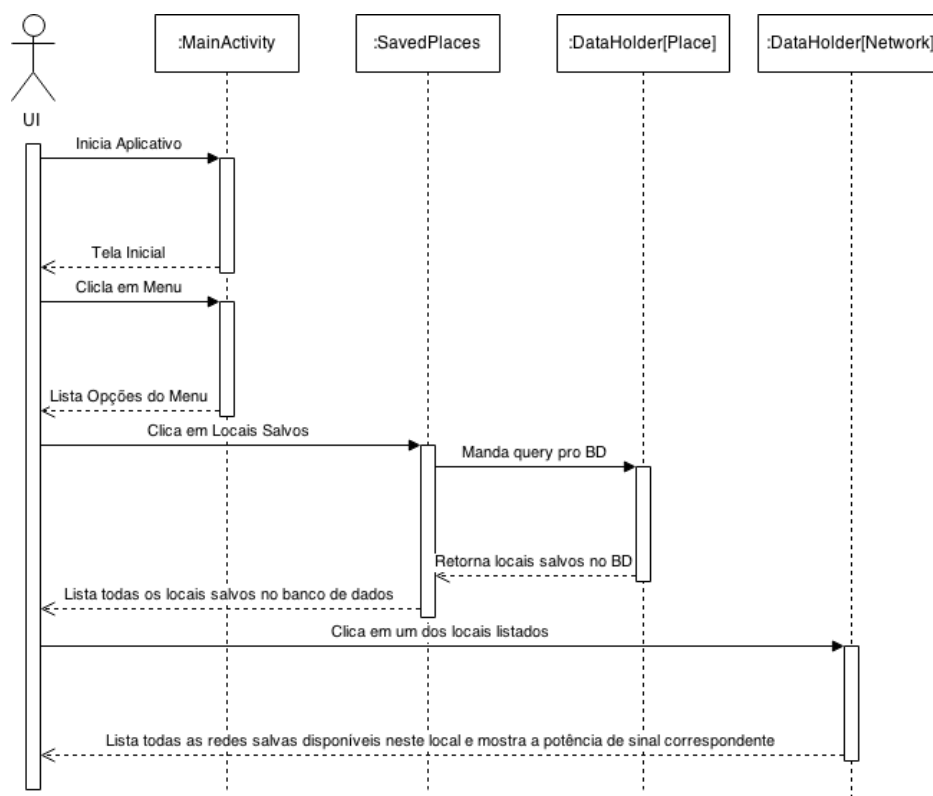 :MainActivity
:SavedPlaces
:DataHolder[Place]
:DataHolder[Network]
UI
Inicia Aplicativo
Tela Inicial
Clicla em Menu
Lista Opções do Menu
Clica em Locais Salvos
Manda query pro BD
Retorna locais salvos no BD
Lista todas os locais salvos no banco de dados
Clica em um dos locais listados
Lista todas as redes salvas disponíveis neste local e mostra a potência de sinal correspondente